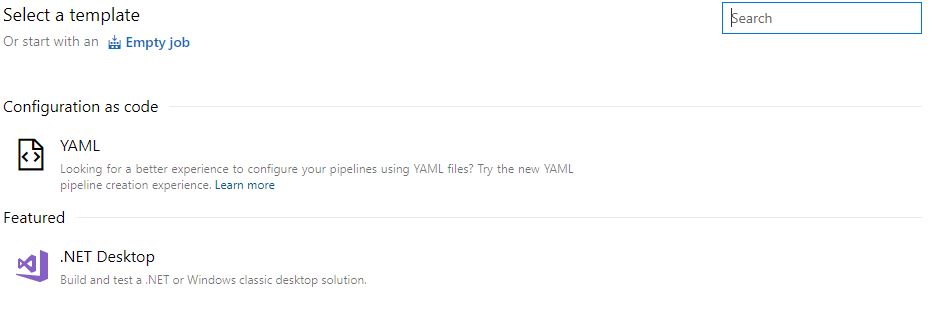 Select a template
Search
Or start with an Empty job
Configuration as code
YAML
Looking for a better experience to configure your pipelines using YAML files? Try the new YAML
pipeline creation experience. Learn more
Featured
.NET Desktop
Build and test a .NET or Windows classic desktop solution.